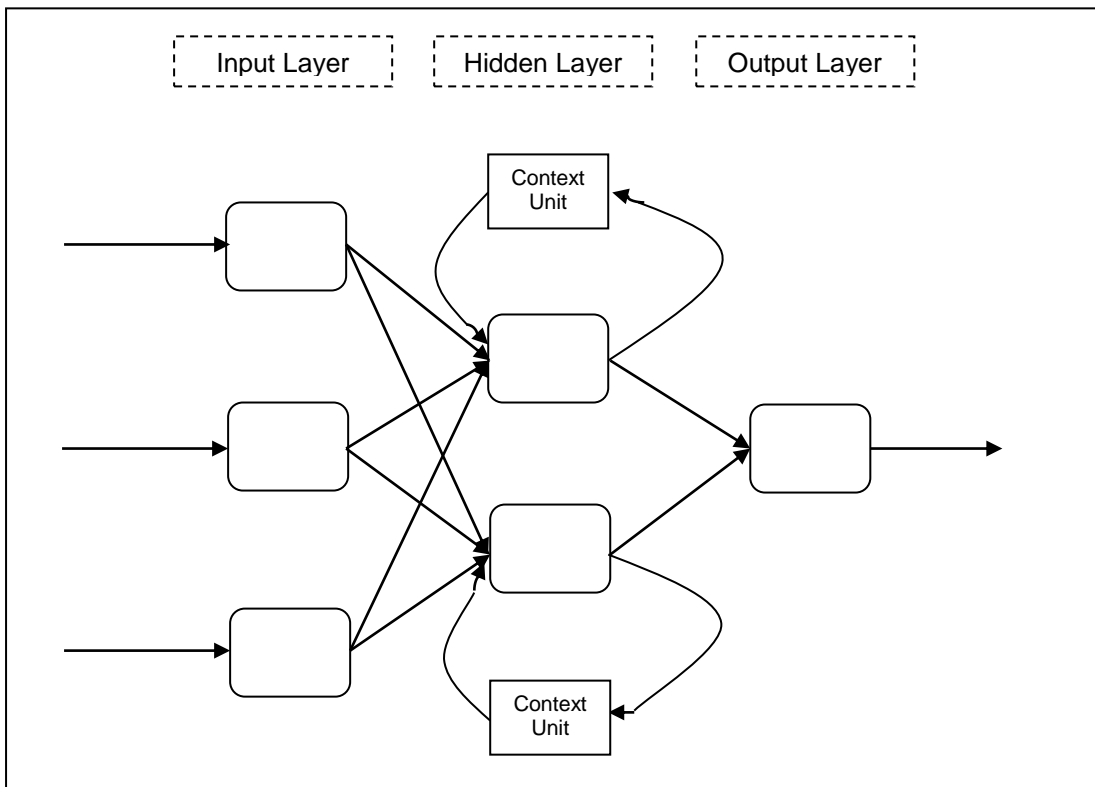 Input Layer
Hidden Layer
Output Layer
Context
Unit
Context
Unit